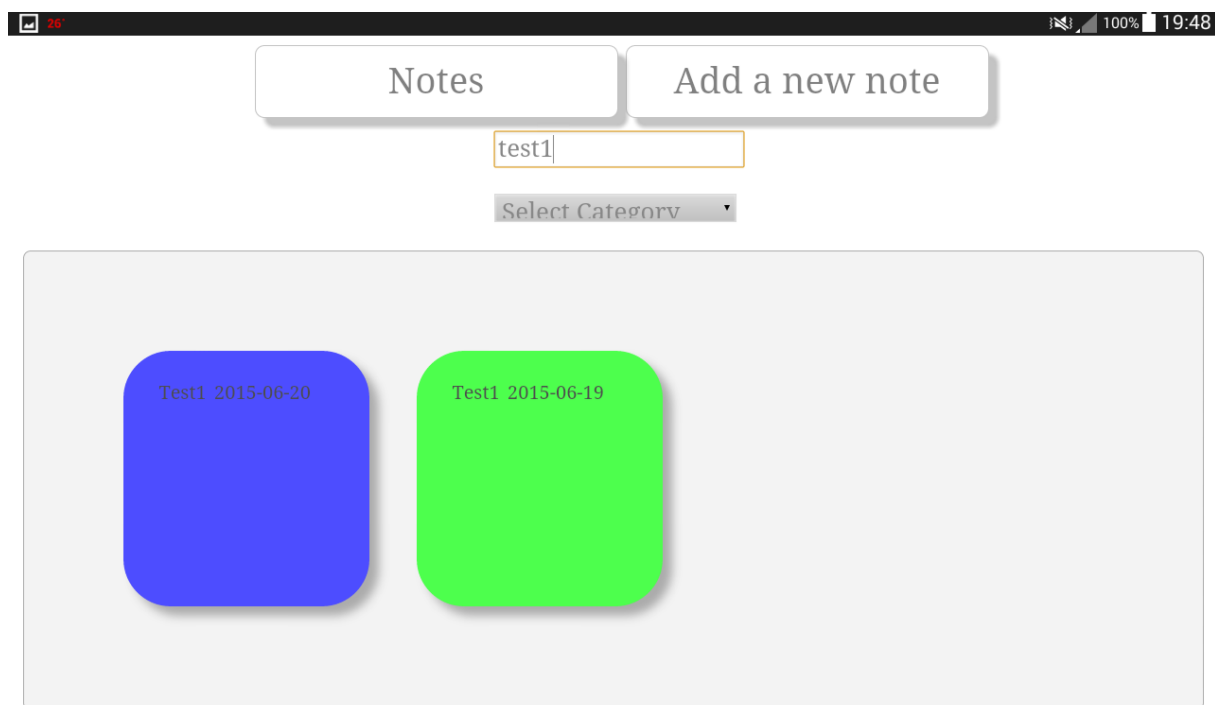 26° 100% 19:48
Notes Add a new note
test1
Select Category
Test1 2015-06-20 Test1 2015-06-19